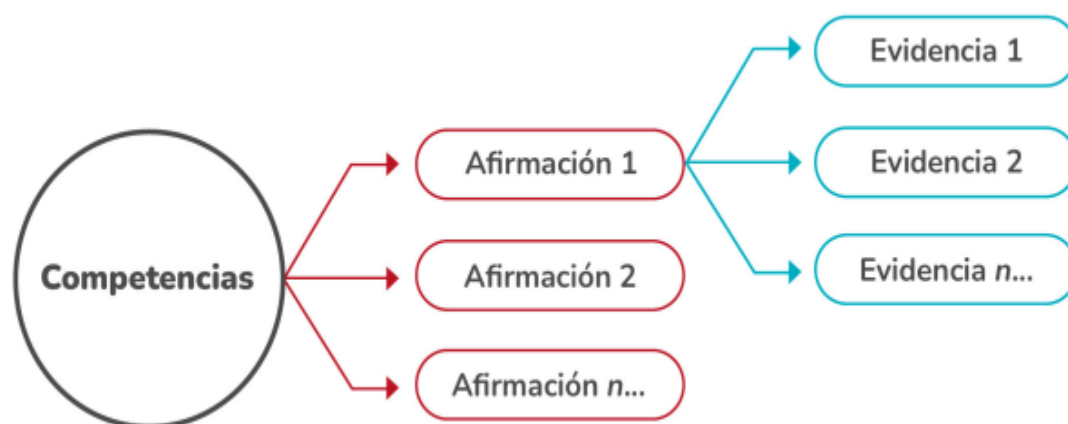 Competencias
Afirmación 1
Afirmación 2
Afirmación n...
Evidencia 1
Evidencia 2
Evidencia n...